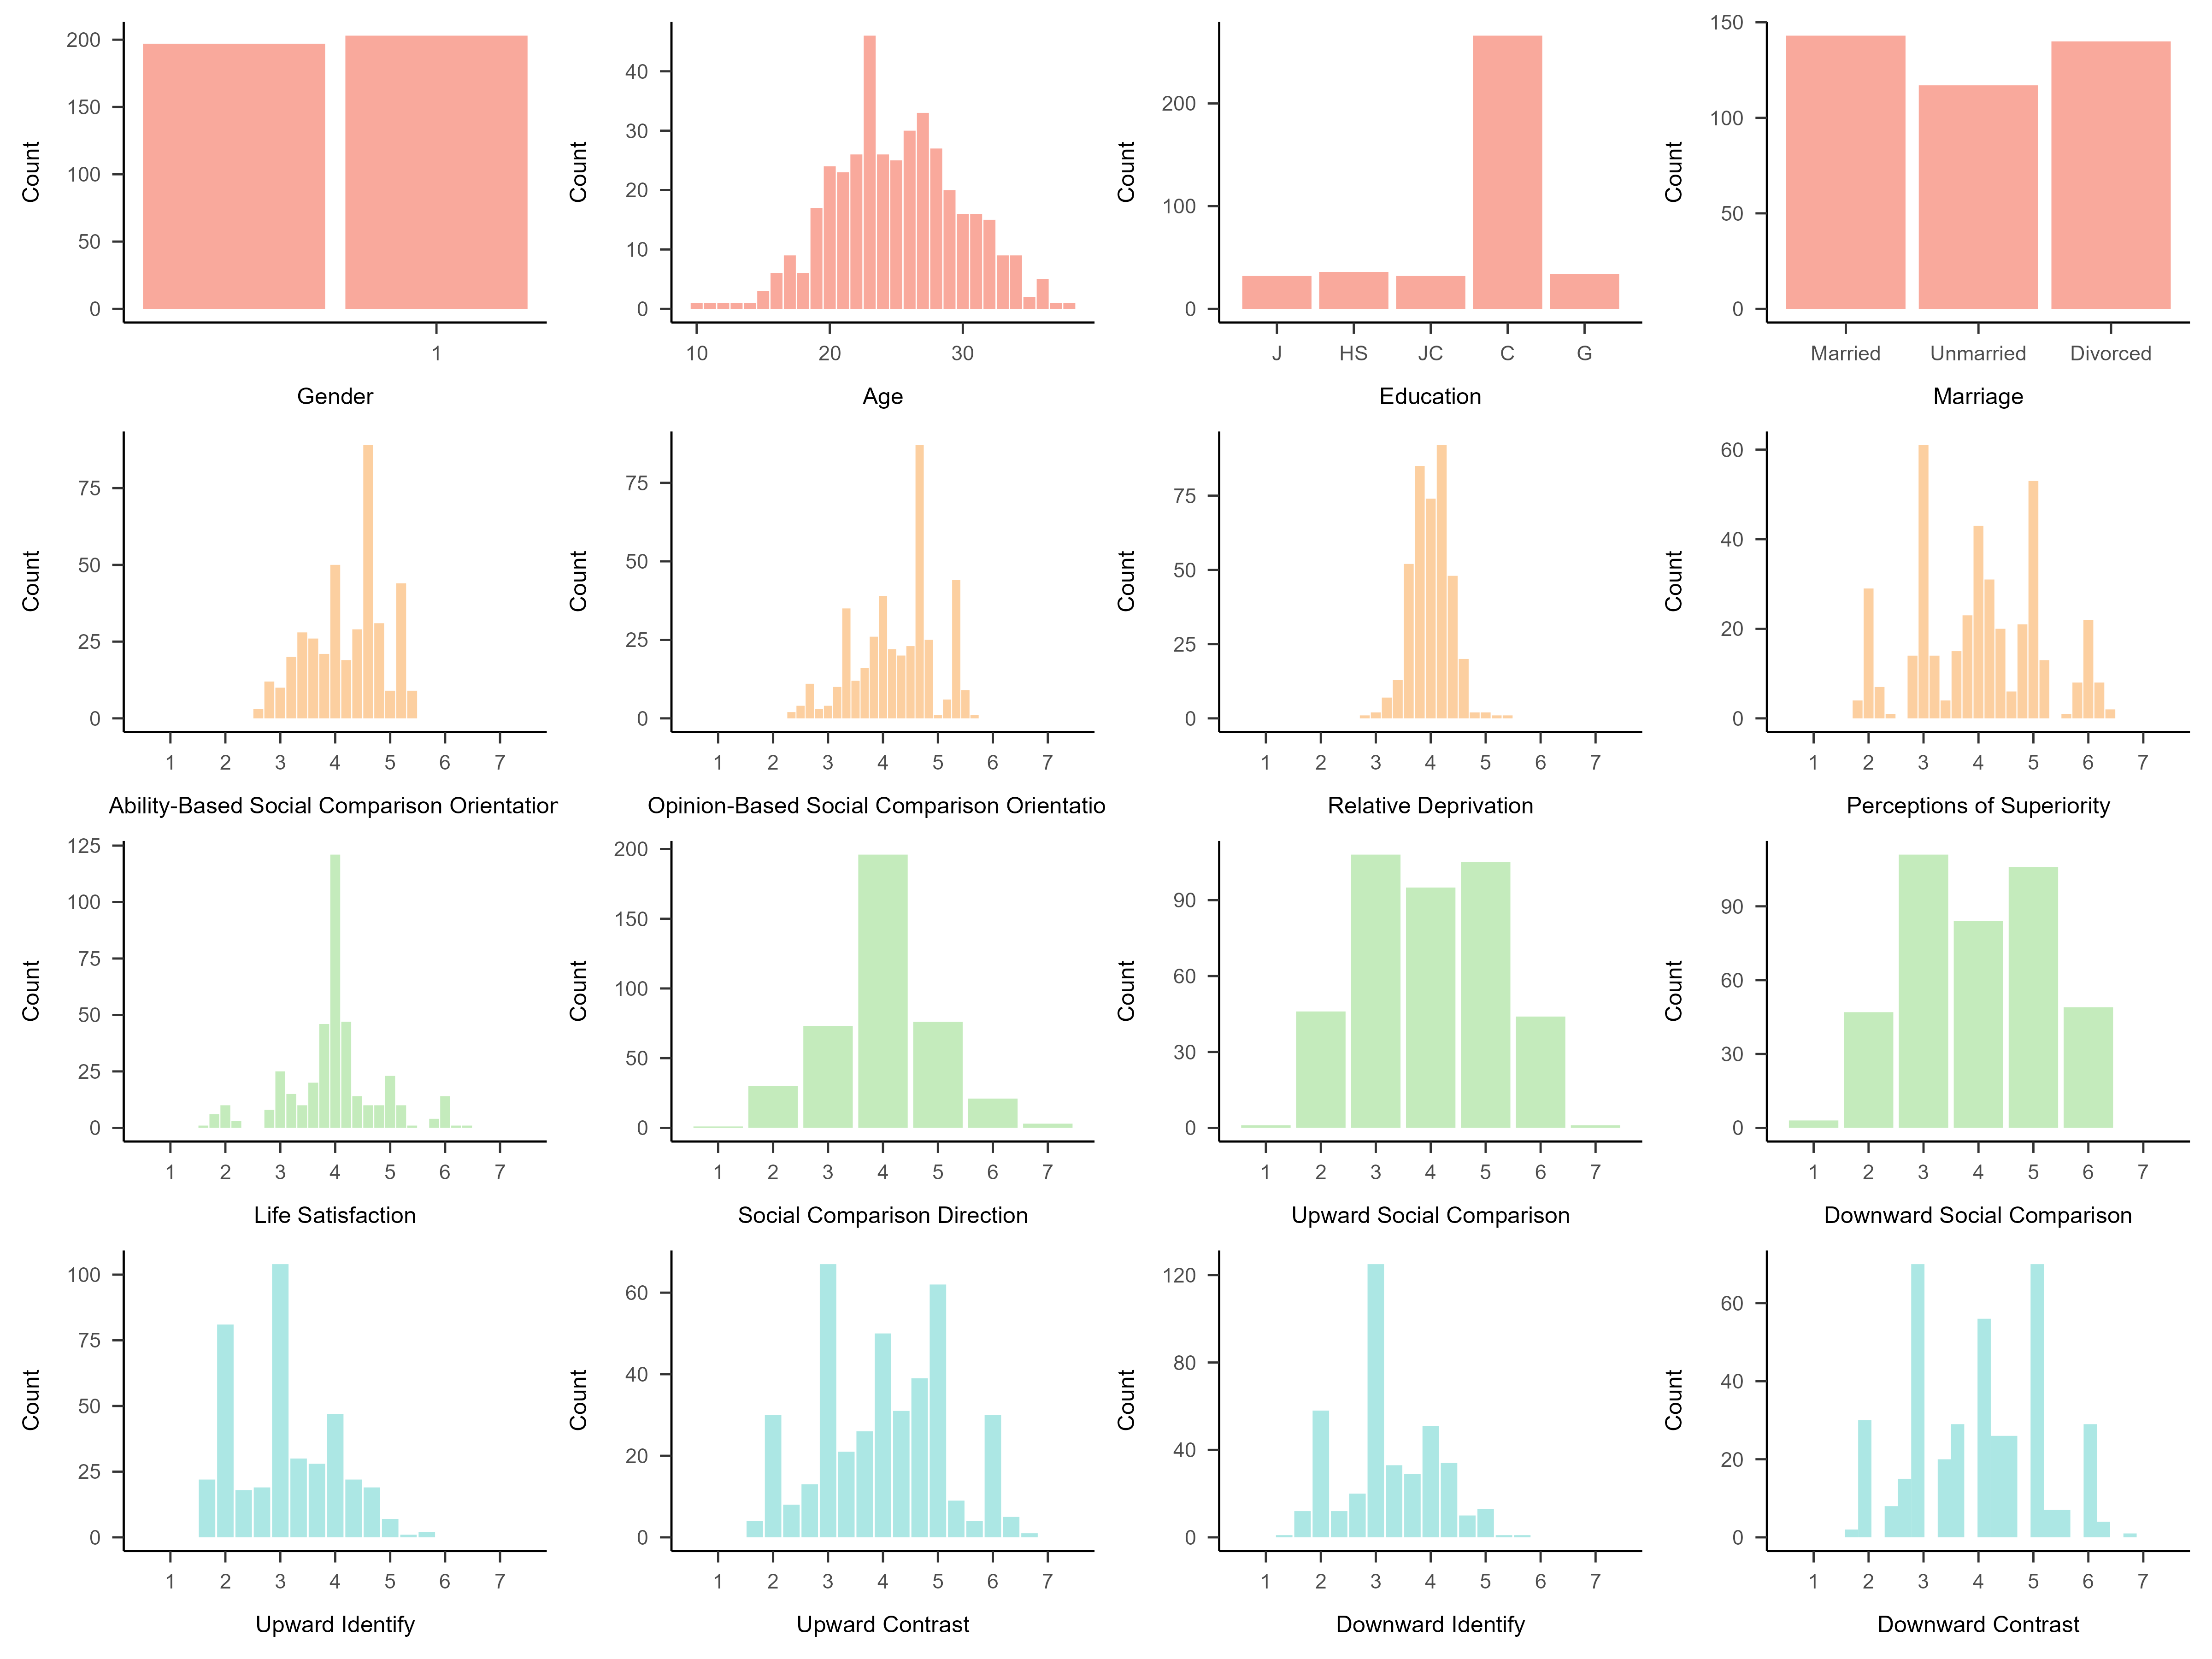 200
150
100
50
0
Count
1
Gender
40
30
20
10
0
Count
10 20 30
Age
200
100
0
Count
J HS JC C G
Education
150
100
50
0
Count
Married Unmarried Divorced
Marriage
75
50
25
0
Count
1 2 3 4 5 6 7
Ability-Based Social Comparison Orientation
75
50
25
0
Count
1 2 3 4 5 6 7
Opinion-Based Social Comparison Orientatio
75
50
25
0
Count
1 2 3 4 5 6 7
Relative Deprivation
60
40
20
0
Count
1 2 3 4 5 6 7
Perceptions of Superiority
125
100
75
50
25
0
Count
1 2 3 4 5 6 7
Life Satisfaction
200
150
100
50
0
Count
1 2 3 4 5 6 7
Social Comparison Direction
90
60
30
0
Count
1 2 3 4 5 6 7
Upward Social Comparison
90
60
30
0
Count
1 2 3 4 5 6 7
Downward Social Comparison
100
75
50
25
0
Count
1 2 3 4 5 6 7
Upward Identify
60
40
20
0
Count
1 2 3 4 5 6 7
Upward Contrast
120
80
40
0
Count
1 2 3 4 5 6 7
Downward Identify
60
40
20
0
Count
1 2 3 4 5 6 7
Downward Contrast